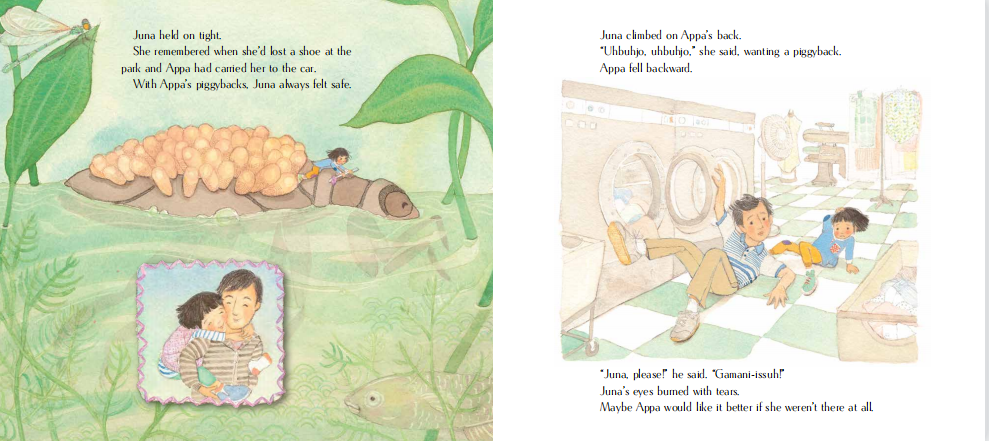 Juna held on tight.
She remembered when she'd lost a shoe at the
park and Appa had carried her to the car.
With Appa's piggybacks, Juna always felt safe.
Juna climbed on Appa's back.
"Uhbuhjo, uhbuhjo," she said, wanting a piggyback.
Appa fell backward.
"Juna, please!" he said. "Gamani-issuh!"
Juna's eyes burned with tears.
Maybe Appa would like it better if she weren't there at all.